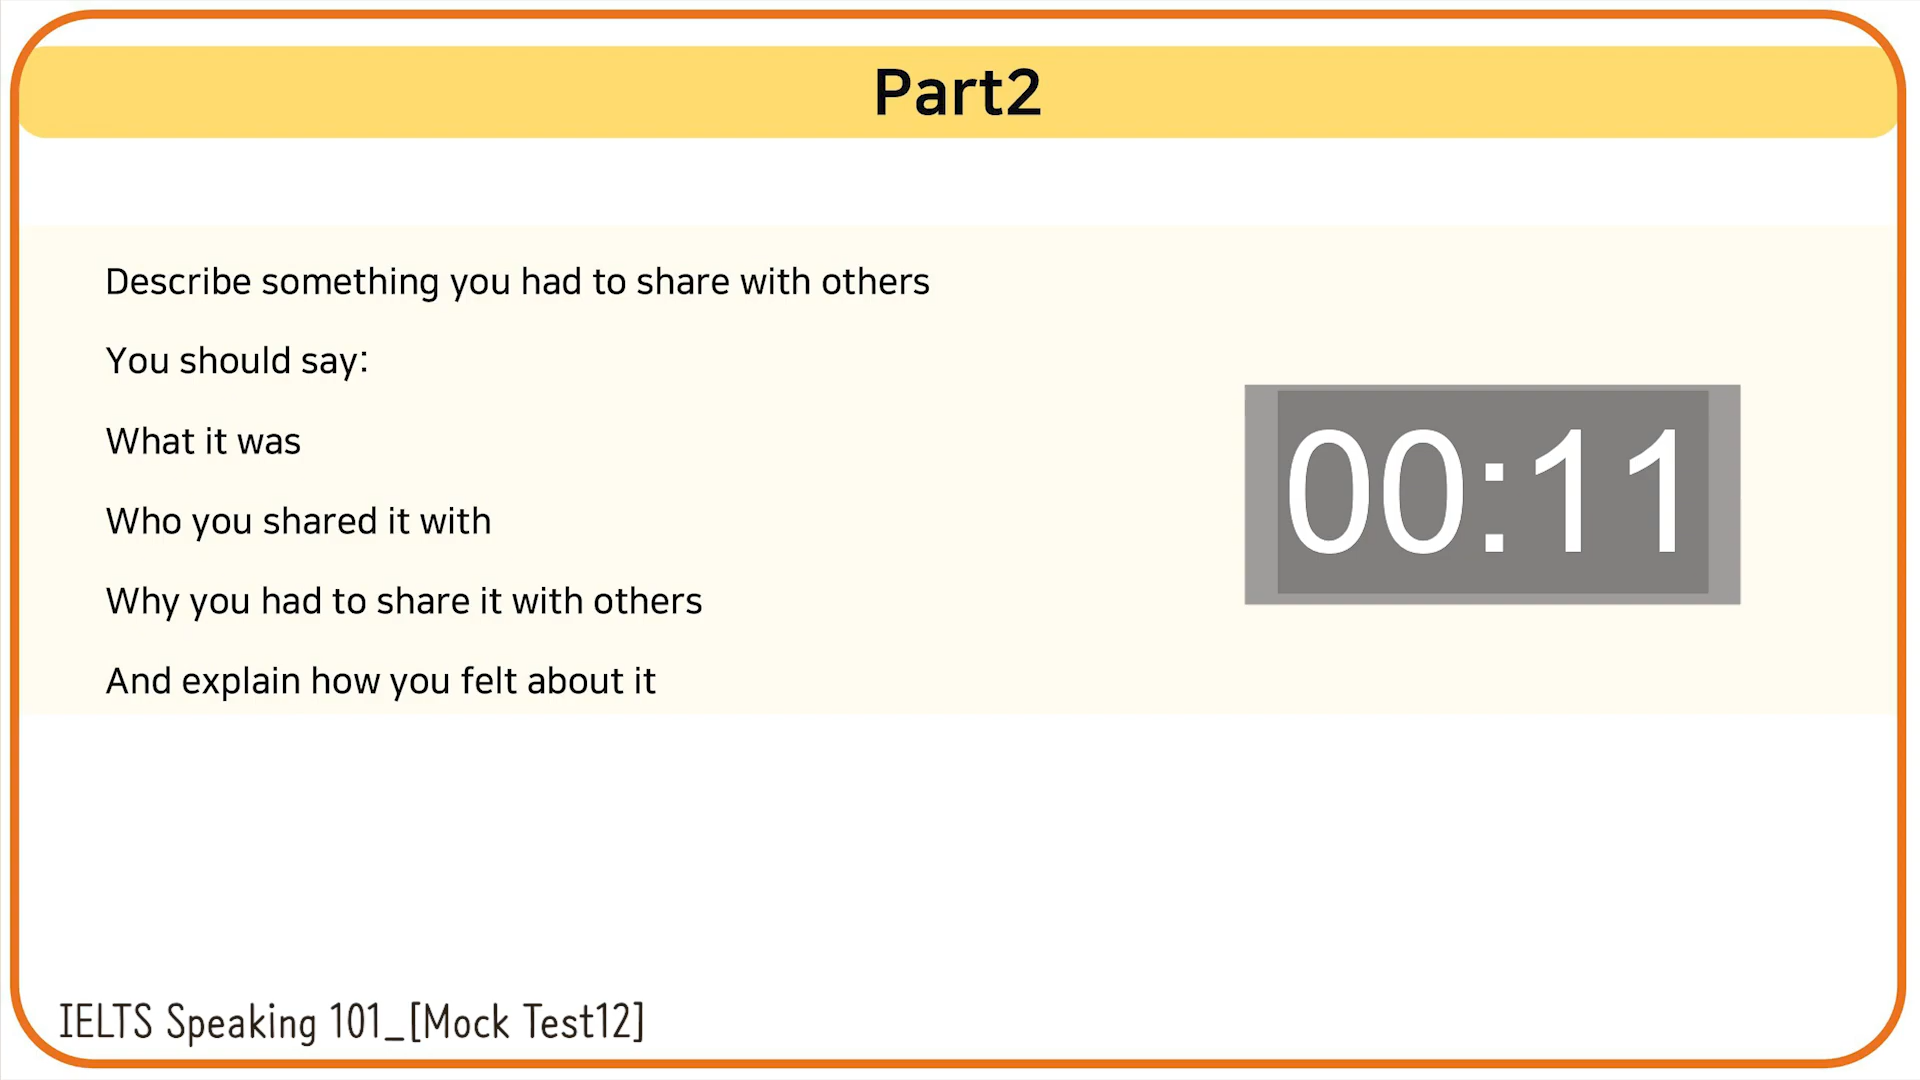 Part2
Describe something you had to share with others
You should say:
What it was
Who you shared it with
Why you had to share it with others
And explain how you felt about it
00:11
IELTS Speaking 101_[Mock Test12]